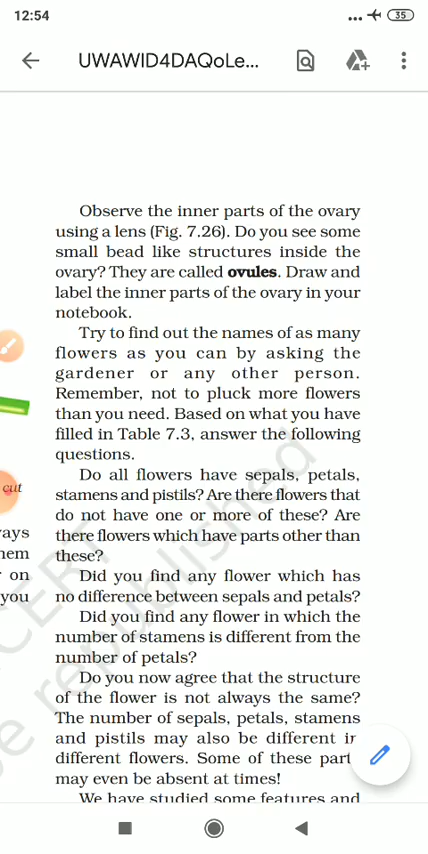 12:54
35
UWAWID4DAQoLe...
Observe the inner parts of the ovary
using a lens (Fig. 7.26). Do you see some
small bead like structures inside the
ovary? They are called ovules. Draw and
label the inner parts of the ovary in your
notebook.
Try to find out the names of as many
flowers as you can by asking the
gardener or any other person.
Remember, not to pluck more flowers
than you need. Based on what you have
filled in Table 7.3, answer the following
questions.
Do all flowers have sepals, petals,
stamens and pistils? Are there flowers that
do not have one or more of these? Are
there flowers which have parts other than
these?
Did you find any flower which has
no difference between sepals and petals?
Did you find any flower in which the
number of stamens is different from the
number of petals?
Do you now agree that the structure
of the flower is not always the same?
The number of sepals, petals, stamens
and pistils may also be different in
different flowers. Some of these part
may even be absent at times!
We have studied some features and
cut
ays
nem
on
you
CERT
e republished